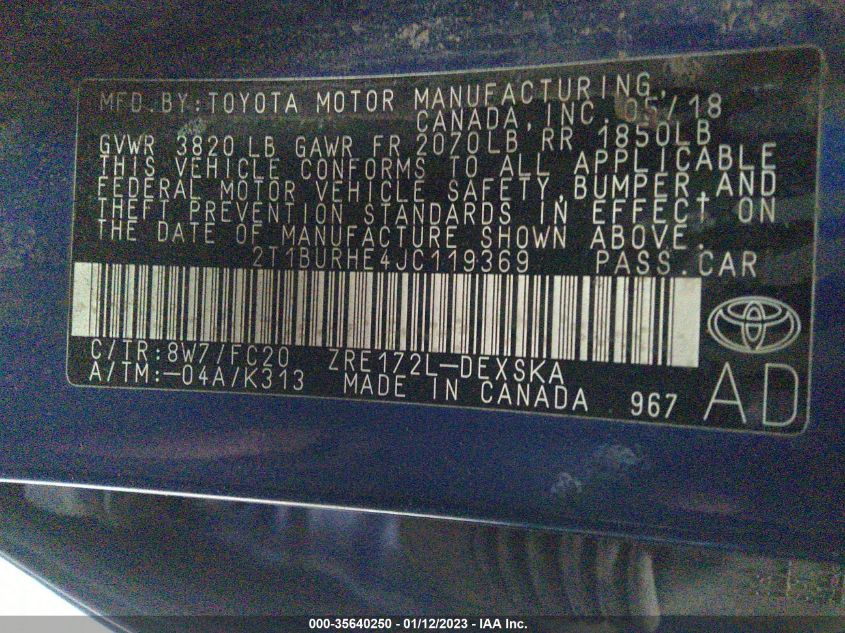 MFD.BY:TOYOTA MOTOR MANUFACTURING,
CANADA,INC. 05/18
GVWR 3820 LB GAWR FR 2070LB RR 1850LB
THIS VEHICLE CONFORMS TO ALL APPLICABLE
FEDERAL MOTOR VEHICLE SAFETY,BUMPER,AND
THEFT PREVENTION STANDARDS IN EFFECT ON
THE DATE OF MANUFACTURE SHOWN ABOVE.
2T1BURHE4JC119369 PASS.CAR
C/TR:8W7/FC20 ZRE172L-DEXSKA
A/TM:-04A/K313 MADE IN CANADA 967 AD
000-35640250 - 01/12/2023 - IAA Inc.